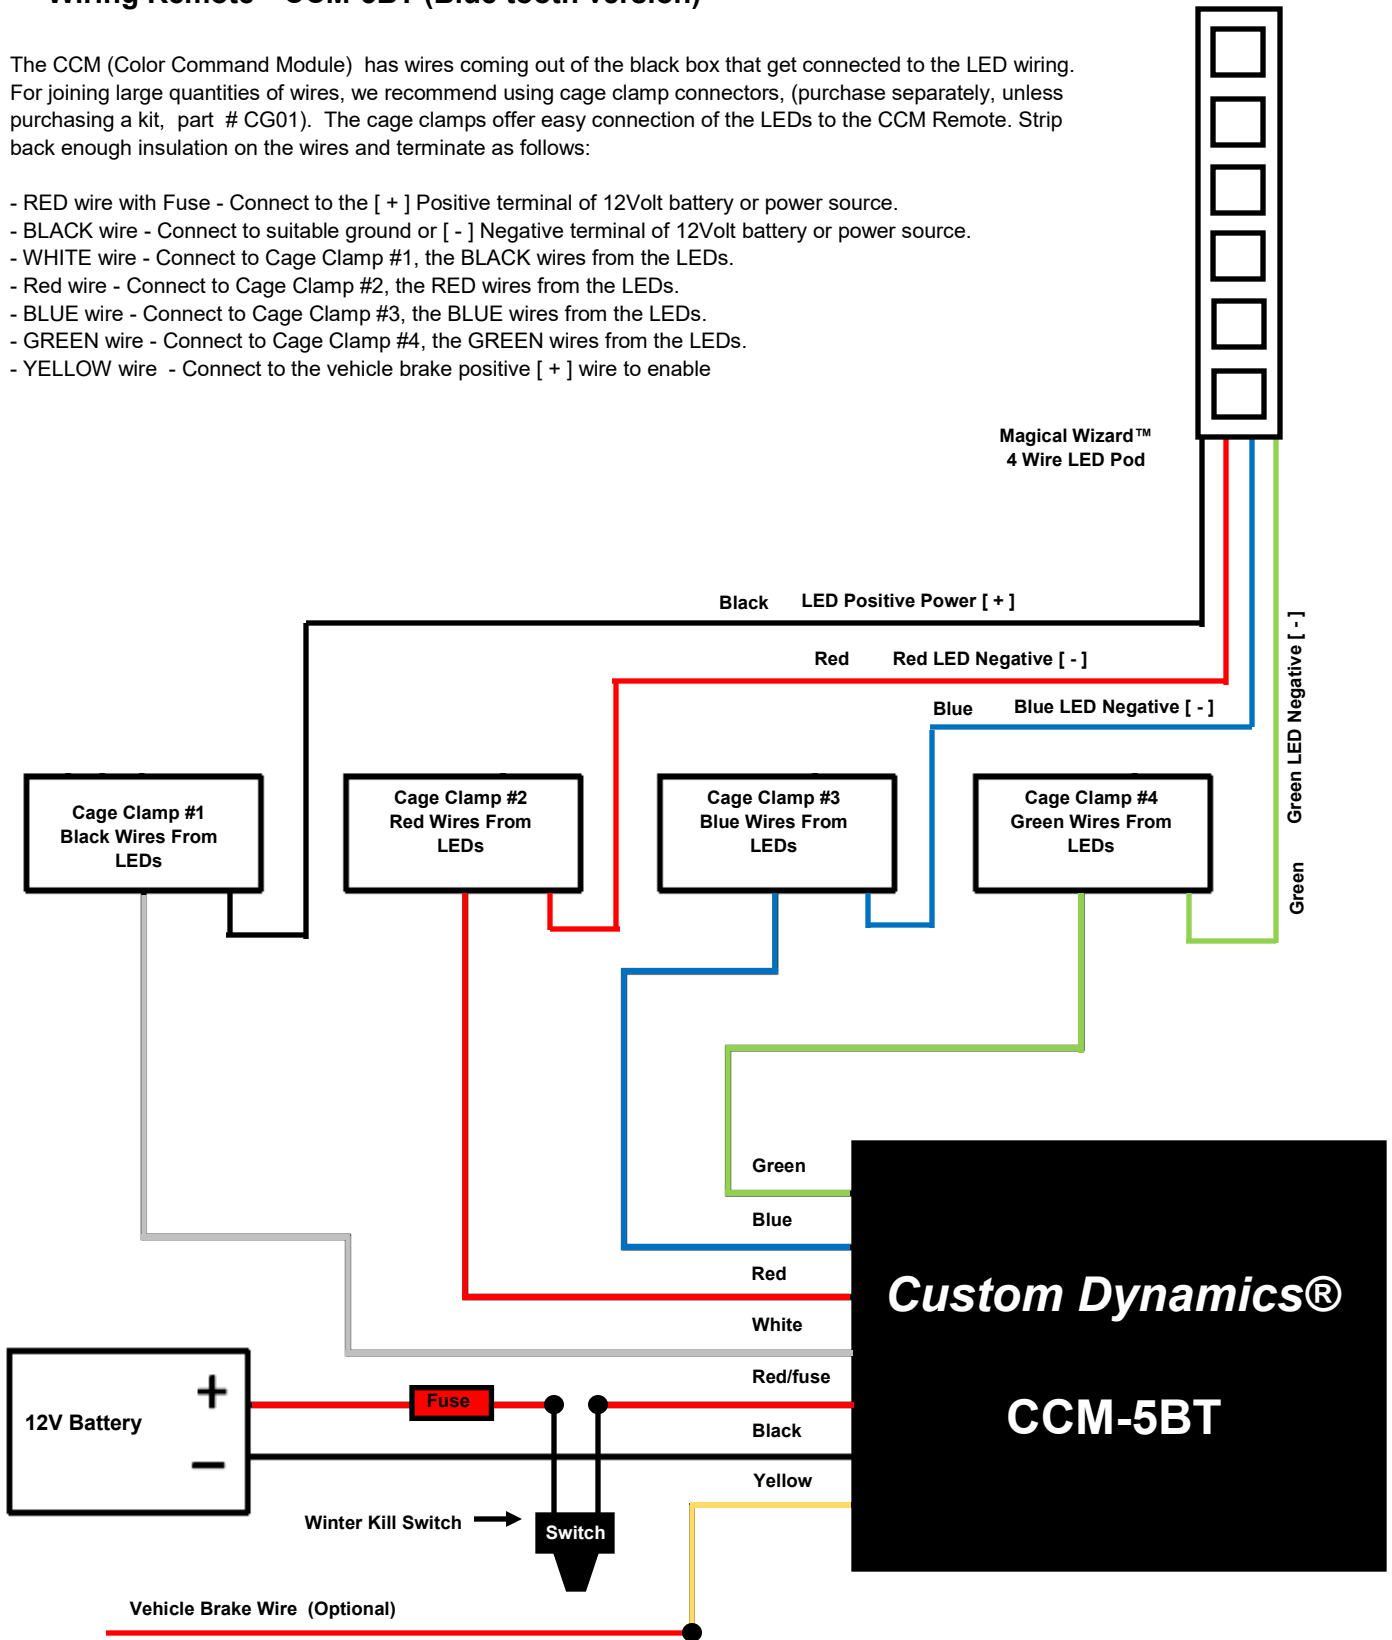 Wiring Remote - CCM-5BT (Blue tooth version)
The CCM (Color Command Module)  has wires coming out of the black box that get connected to the LED wiring.
For joining large quantities of wires, we recommend using cage clamp connectors, (purchase separately, unless
purchasing a kit,  part  # CG01).  The cage clamps offer easy connection of the LEDs to the CCM Remote. Strip
back enough insulation on the wires and terminate as follows:
- RED wire with Fuse - Connect to the [ + ] Positive terminal of 12Volt battery or power source.
- BLACK wire - Connect to suitable ground or [ - ] Negative terminal of 12Volt battery or power source.
- WHITE wire - Connect to Cage Clamp #1, the BLACK wires from the LEDs.
- Red wire - Connect to Cage Clamp #2, the RED wires from the LEDs.
- BLUE wire - Connect to Cage Clamp #3, the BLUE wires from the LEDs.
- GREEN wire - Connect to Cage Clamp #4, the GREEN wires from the LEDs.
- YELLOW wire  - Connect to the vehicle brake positive [ + ] wire to enable
Magical Wizard™
4 Wire LED Pod
Black LED Positive Power [ + ]
Red Red LED Negative [ - ]
Blue Blue LED Negative [ - ]
Green Green LED Negative [ - ]
Cage Clamp #1
Black Wires From
LEDs
Cage Clamp #2
Red Wires From
LEDs
Cage Clamp #3
Blue Wires From
LEDs
Cage Clamp #4
Green Wires From
LEDs
Green
Blue
Red
White
Red/fuse
Black
Yellow
Custom Dynamics®
CCM-5BT
12V Battery
+
−
Fuse
Winter Kill Switch
Switch
Vehicle Brake Wire  (Optional)